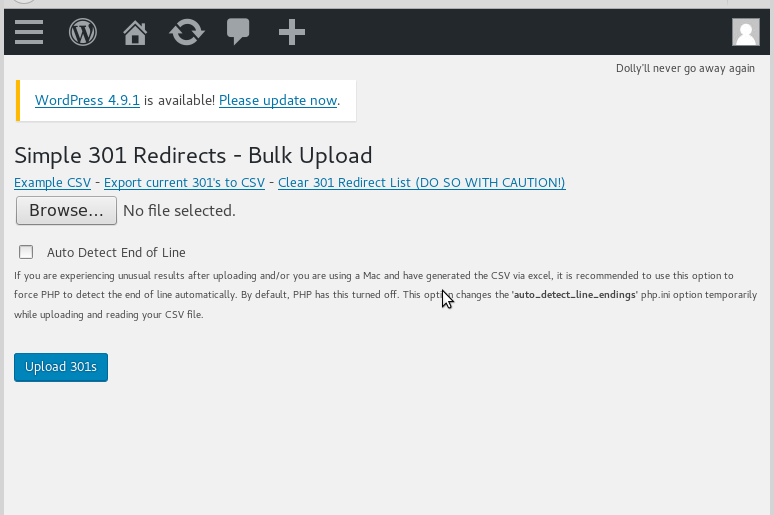 Dolly'll never go away again
WordPress 4.9.1 is available! Please update now.
Simple 301 Redirects - Bulk Upload
Example CSV - Export current 301's to CSV - Clear 301 Redirect List (DO SO WITH CAUTION!)
Browse... No file selected.
Auto Detect End of Line
If you are experiencing unusual results after uploading and/or you are using a Mac and have generated the CSV via excel, it is recommended to use this option to
force PHP to detect the end of line automatically. By default, PHP has this turned off. This option changes the 'auto_detect_line_endings' php.ini option temporarily
while uploading and reading your CSV file.
Upload 301s